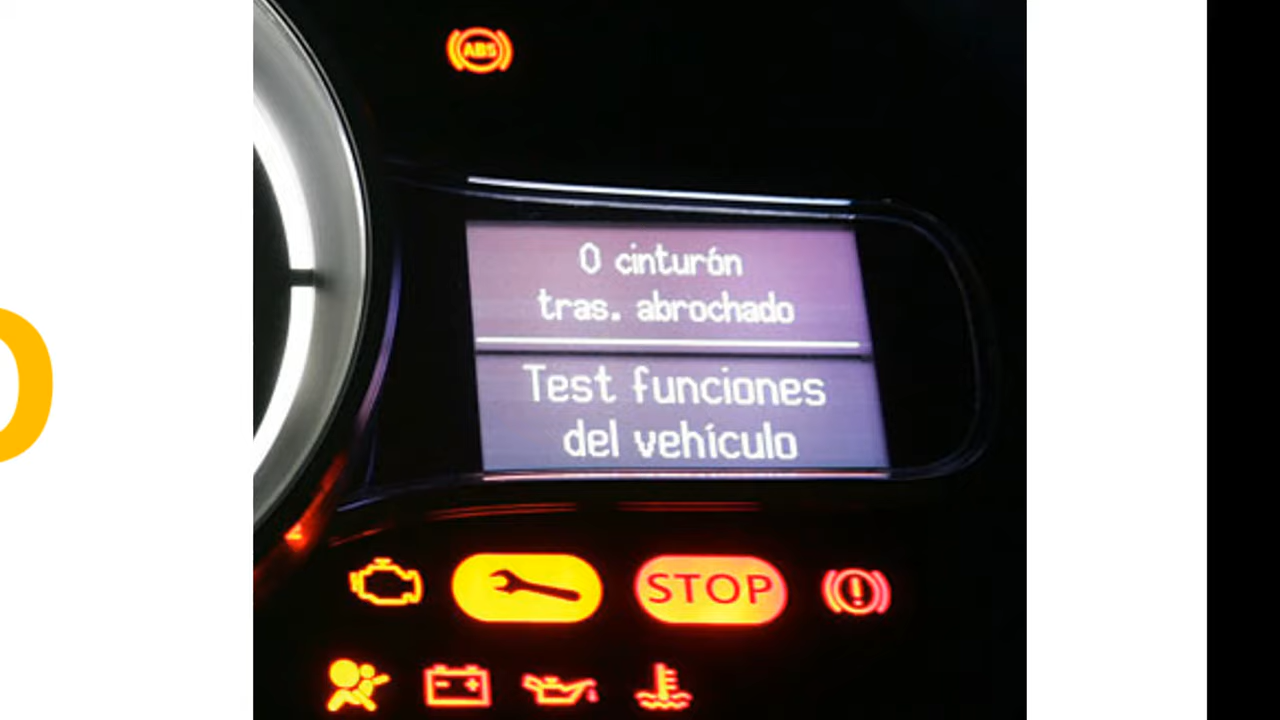 ABS
0 cinturón
tras. abrochado
Test funciones
del vehículo
STOP